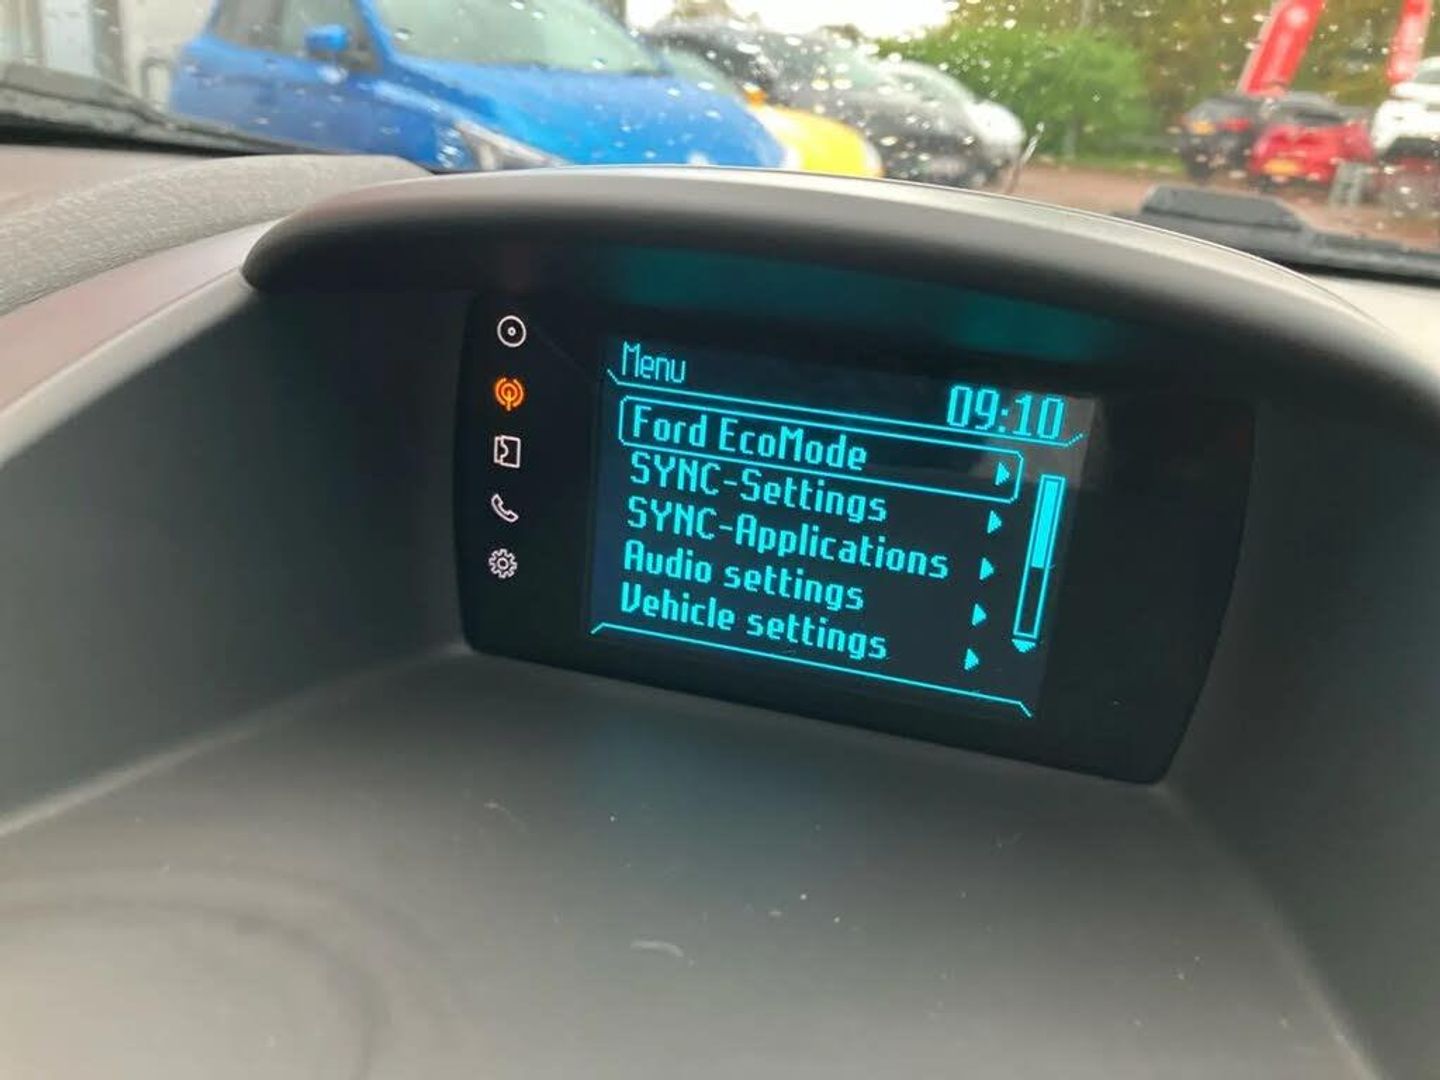 Menu
09:10
Ford EcoMode
SYNC-Settings
SYNC-Applications
Audio settings
Vehicle settings